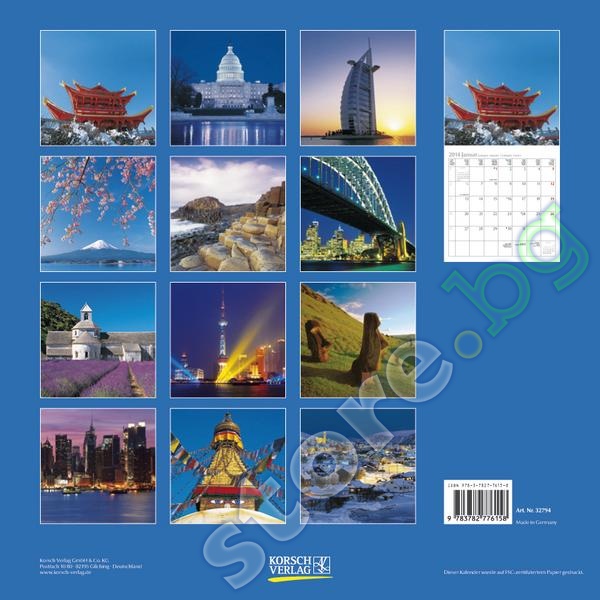 2014 Januar
ISBN 978-3-7827-7615-8
9 783782 776158
Art. Nr. 32794
Made in Germany
Korsch Verlag GmbH & Co. KG
Postfach 10 80 · 82195 Gilching · Deutschland
www.korsch-verlag.de
KORSCH
VERLAG
Dieser Kalender wurde auf FSC-zertifiziertem Papier gedruckt.
store.bg